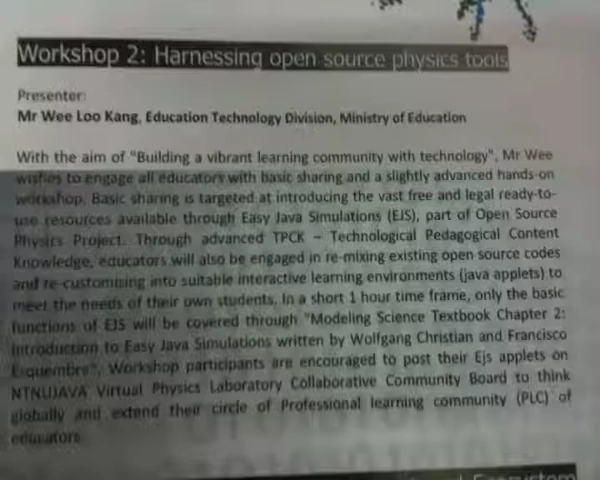 Workshop 2: Harnessing open source physics tools
Presenter:
Mr Wee Loo Kang, Education Technology Division, Ministry of Education
With the aim of "Building a vibrant learning community with technology", Mr Wee
wishes to engage all educators with basic sharing and a slightly advanced hands-on
workshop. Basic sharing is targeted at introducing the vast free and legal ready-to-
use resources available through Easy Java Simulations (EJS), part of Open Source
Physics Project. Through advanced TPCK – Technological Pedagogical Content
Knowledge, educators will also be engaged in re-mixing existing open source codes
and re-customising into suitable interactive learning environments (java applets) to
meet the needs of their own students. In a short 1 hour time frame, only the basic
functions of EJS will be covered through "Modeling Science Textbook Chapter 2:
Introduction to Easy Java Simulations written by Wolfgang Christian and Francisco
Esquembre", Workshop participants are encouraged to post their Ejs applets on
NTNUJAVA Virtual Physics Laboratory Collaborative Community Board to think
globally and extend their circle of Professional learning community (PLC) of
educators